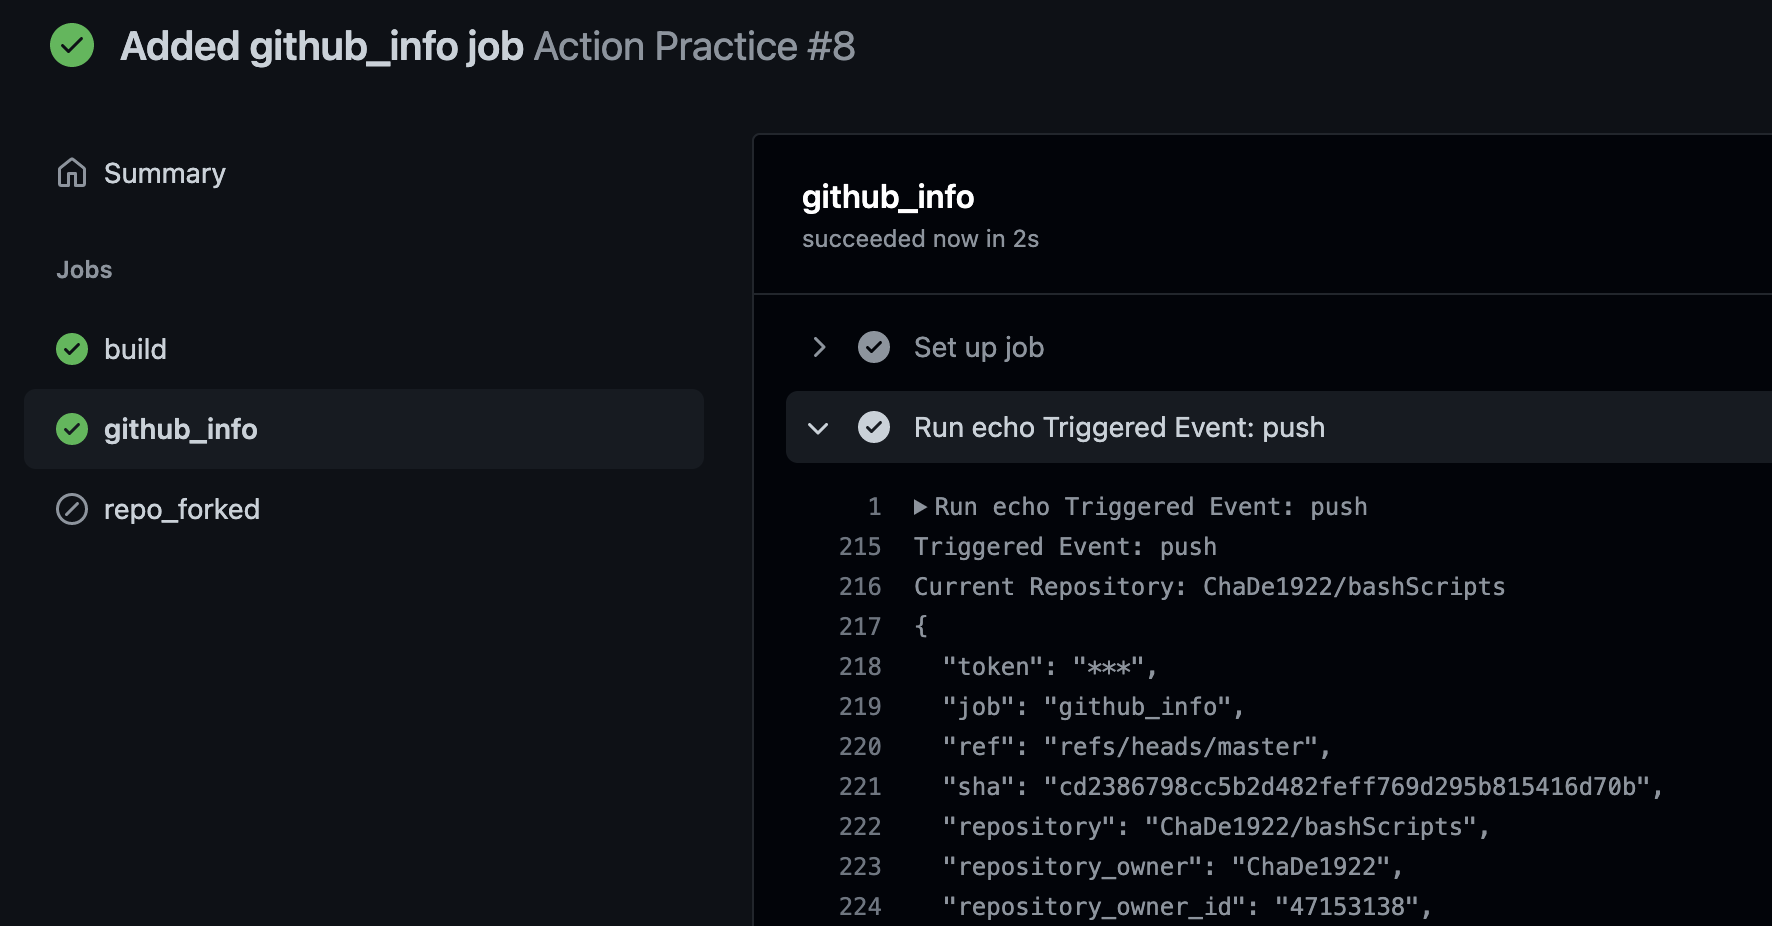 Added github_info job Action Practice #8
Summary
Jobs
build
github_info
repo_forked
github_info
succeeded now in 2s
Set up job
Run echo Triggered Event: push
1 Run echo Triggered Event: push
215 Triggered Event: push
216 Current Repository: ChaDe1922/bashScripts
217 {
218 "token": "***",
219 "job": "github_info",
220 "ref": "refs/heads/master",
221 "sha": "cd2386798cc5b2d482feff769d295b815416d70b",
222 "repository": "ChaDe1922/bashScripts",
223 "repository_owner": "ChaDe1922",
224 "repository_owner_id": "47153138",